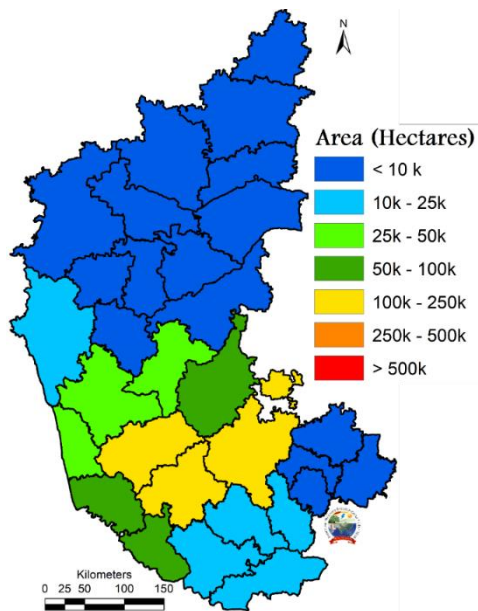 N
Area (Hectares)
< 10 k
10k - 25k
25k - 50k
50k - 100k
100k - 250k
250k - 500k
> 500k
Kilometers
0 25 50 100 150